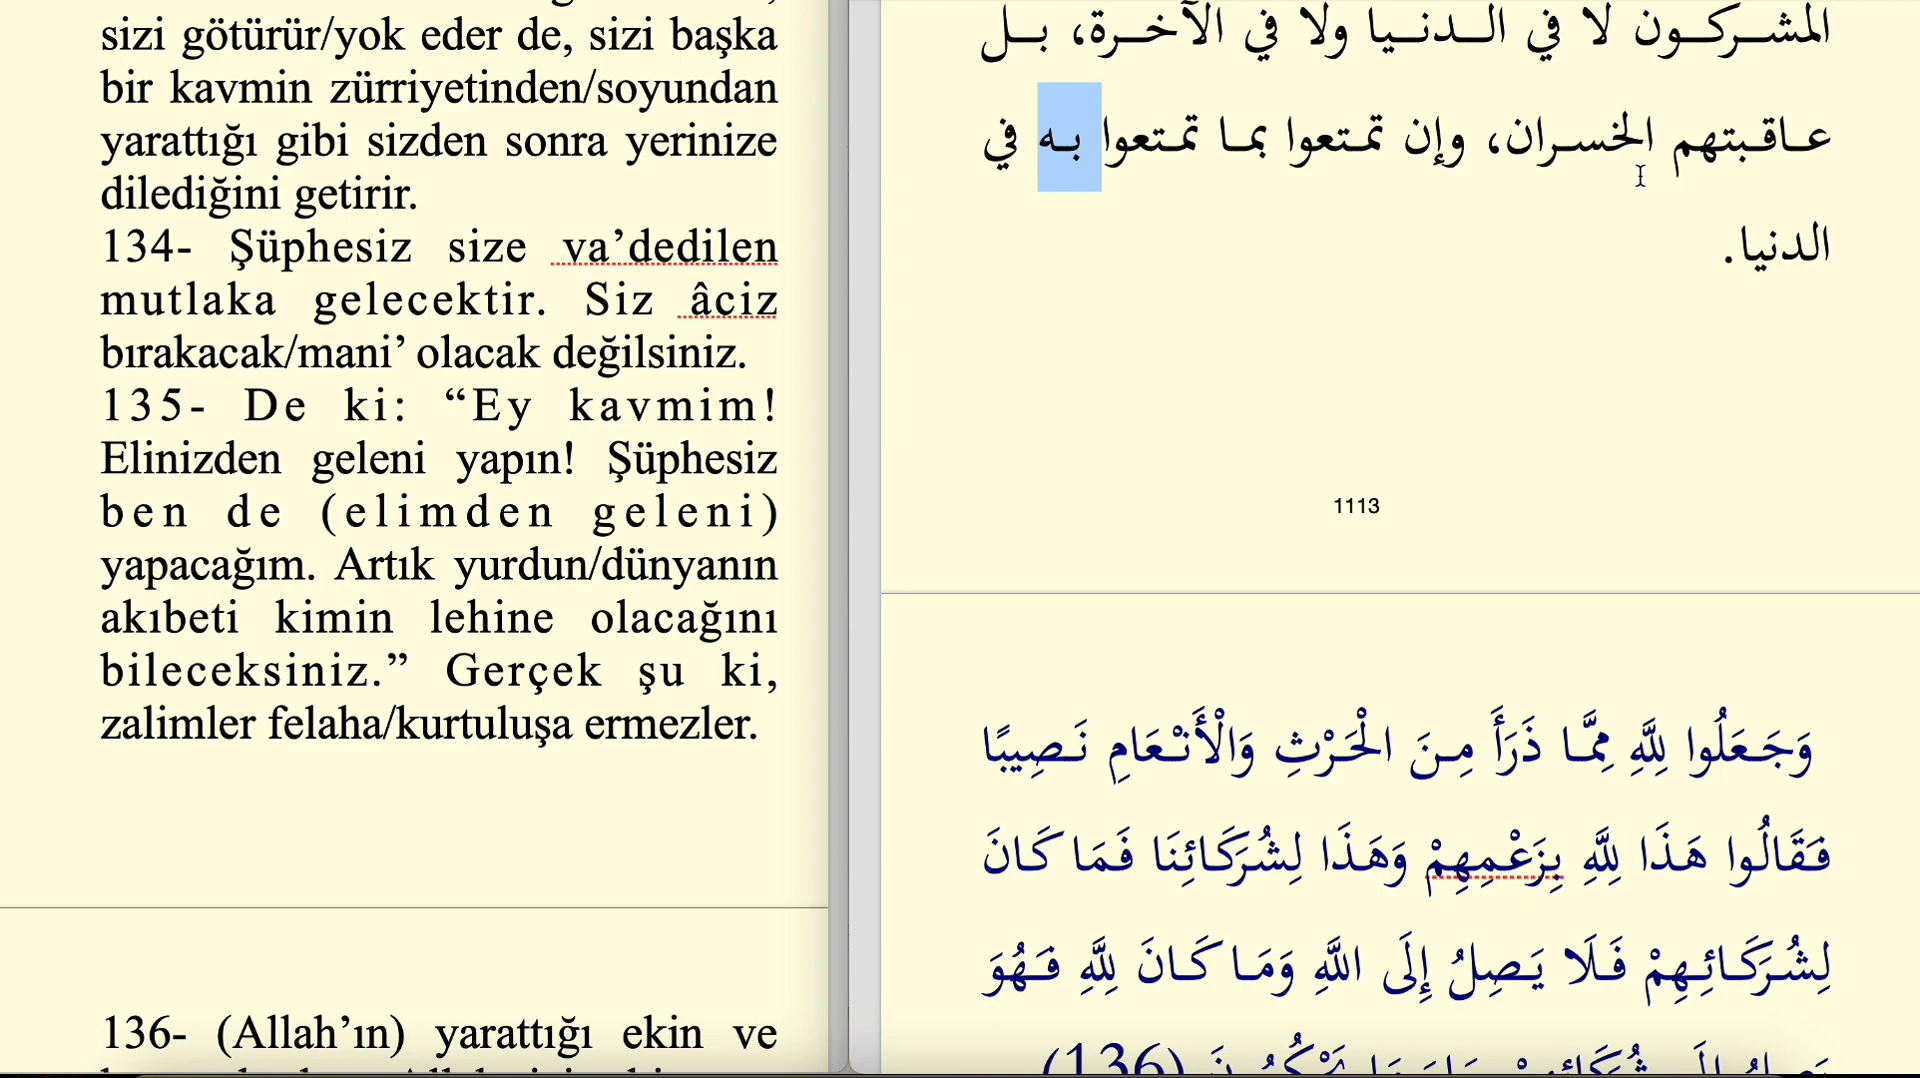 sizi götürür/yok eder de, sizi başka
bir kavmin zürriyetinden/soyundan
yarattığı gibi sizden sonra yerinize
dilediğini getirir.
134- Şüphesiz size va’dedilen
mutlaka gelecektir. Siz âciz
bırakacak/mani’ olacak değilsiniz.
135- De ki: “Ey kavmim!
Elinizden geleni yapın! Şüphesiz
ben de (elimden geleni)
yapacağım. Artık yurdun/dünyanın
akıbeti kimin lehine olacağını
bileceksiniz.” Gerçek şu ki,
zalimler felaha/kurtuluşa ermezler.
136- (Allah’ın) yarattığı ekin ve
المشركون لا في الدنيا ولا في الآخرة، بل
عاقبتهم الخسران، وإن تمتعوا بما تمتعوا به في
الدنيا.
1113
وَجَعَلُوا لِلَّهِ مِمَّا ذَرَأَ مِنَ الْحَرْثِ وَالْأَنْعَامِ نَصِيبًا
فَقَالُوا هَذَا لِلَّهِ بِزَعْمِهِمْ وَهَذَا لِشُرَكَائِنَا فَمَا كَانَ
لِشُرَكَائِهِمْ فَلَا يَصِلُ إِلَى اللَّهِ وَمَا كَانَ لِلَّهِ فَهُوَ
(136)